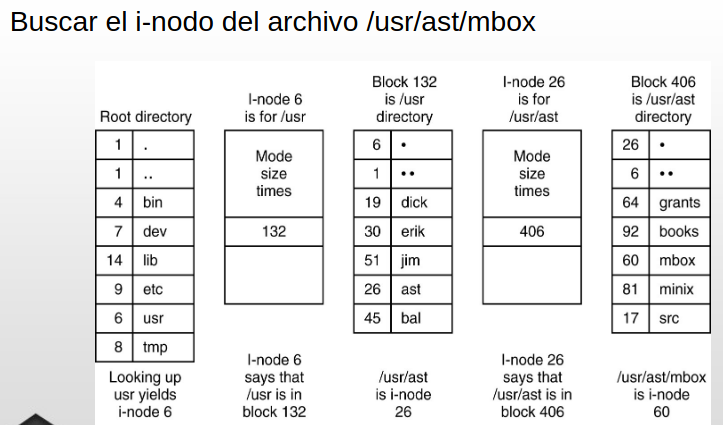 Buscar el i-nodo del archivo /usr/ast/mbox
Root directory
1 .
1 ..
4 bin
7 dev
14 lib
9 etc
6 usr
8 tmp
Looking up
usr yields
i-node 6
I-node 6
is for /usr
Mode
size
times
132
I-node 6
says that
/usr is in
block 132
Block 132
is /usr
directory
6 •
1 ••
19 dick
30 erik
51 jim
26 ast
45 bal
/usr/ast
is i-node
26
I-node 26
is for
/usr/ast
Mode
size
times
406
I-node 26
says that
/usr/ast is in
block 406
Block 406
is /usr/ast
directory
26 •
6 ••
64 grants
92 books
60 mbox
81 minix
17 src
/usr/ast/mbox
is i-node
60